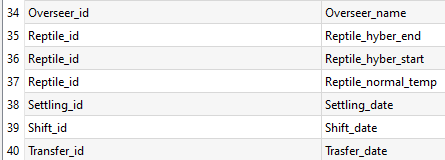 34 Overseer_id Overseer_name
35 Reptile_id Reptile_hyber_end
36 Reptile_id Reptile_hyber_start
37 Reptile_id Reptile_normal_temp
38 Settling_id Settling_date
39 Shift_id Shift_date
40 Transfer_id Trasfer_date